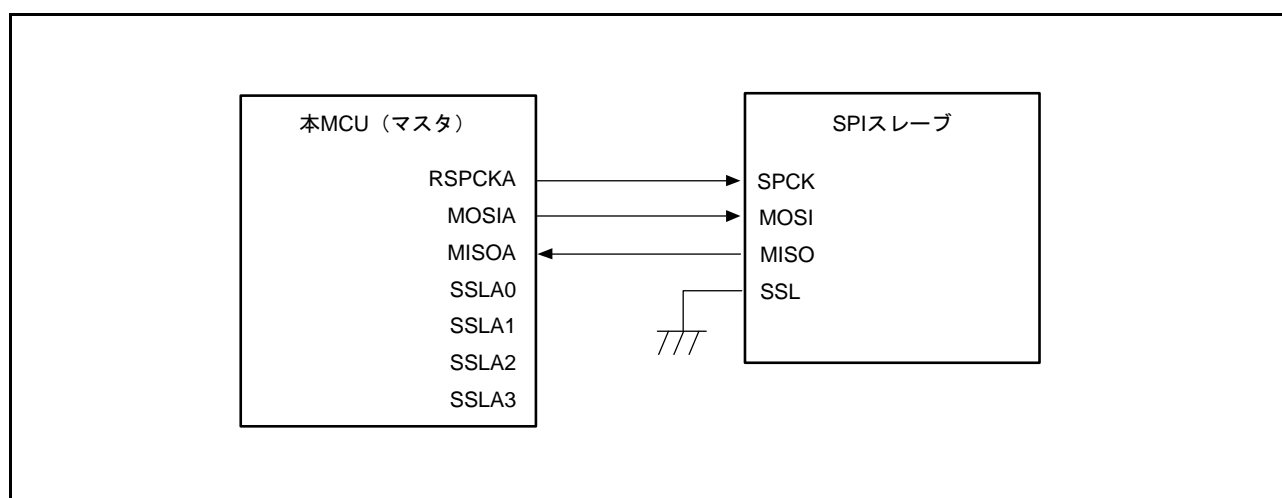 本MCU（マスタ）
RSPCKA
MOSIA
MISOA
SSLA0
SSLA1
SSLA2
SSLA3
SPIスレーブ
SPCK
MOSI
MISO
SSL